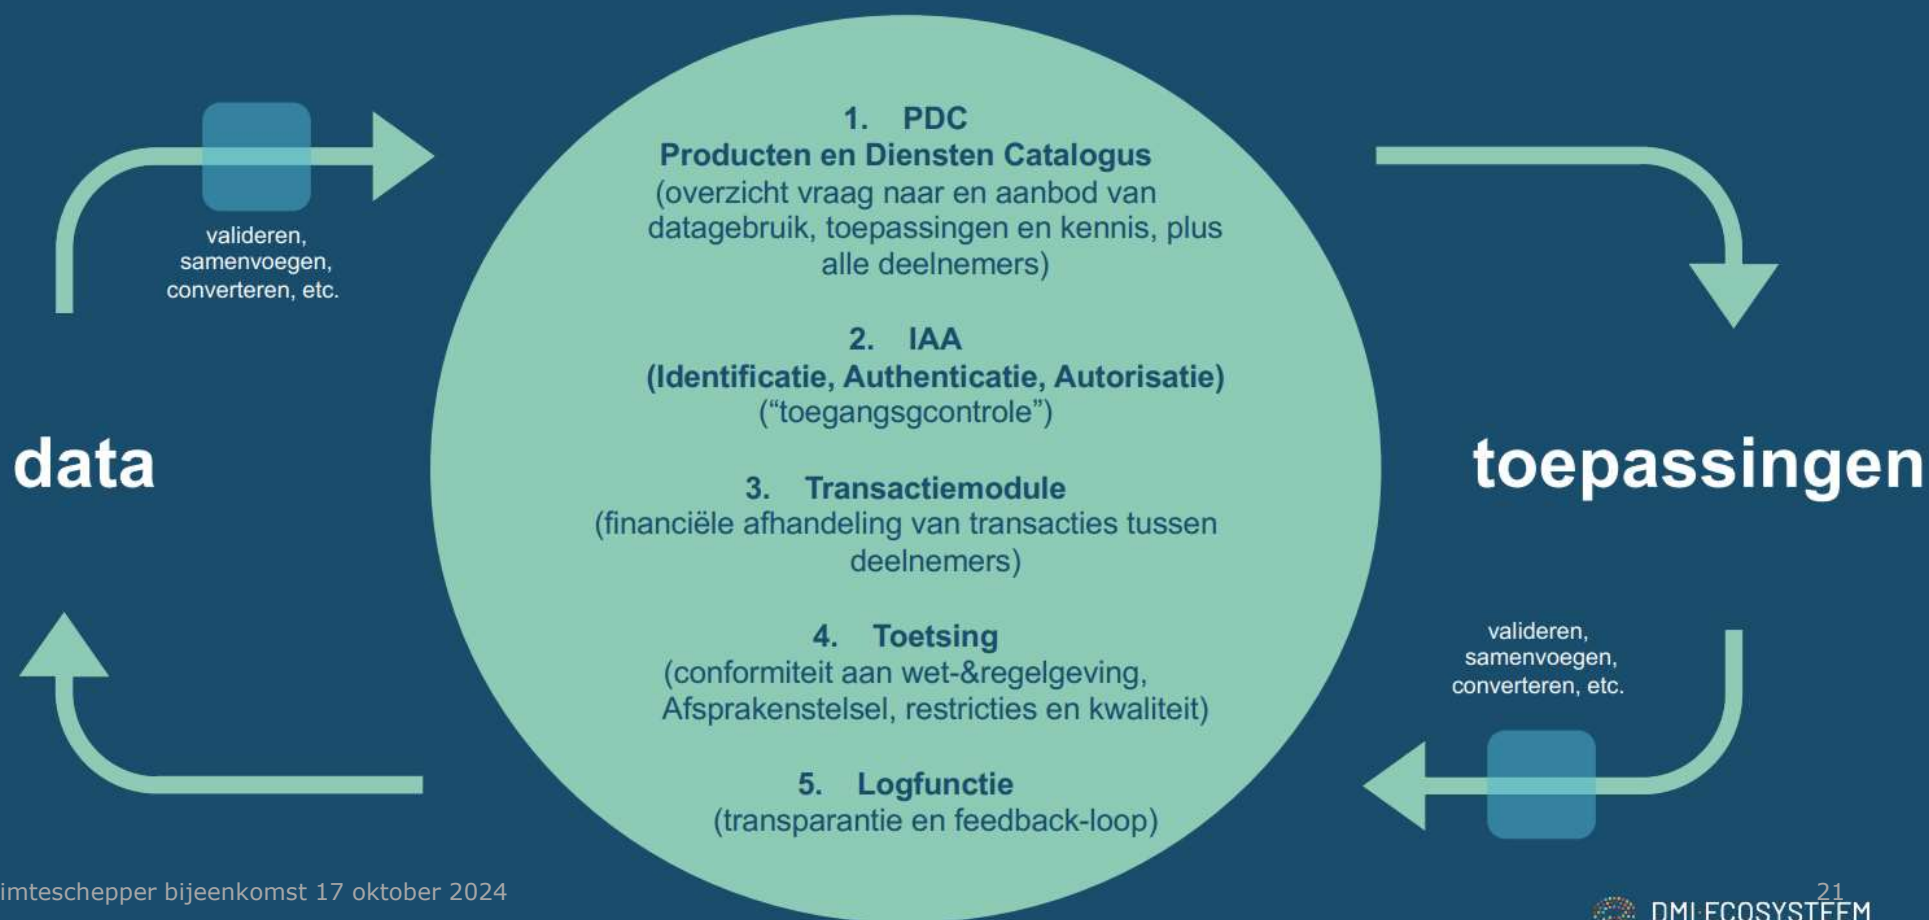 1. PDC
Producten en Diensten Catalogus
(overzicht vraag naar en aanbod van
datagebruik, toepassingen en kennis, plus
alle deelnemers)
valideren,
samenvoegen,
converteren, etc.
2. IAA
(Identificatie, Authenticatie, Autorisatie)
(“toegangsgcontrole”)
data
toepassingen
3. Transactiemodule
(financiële afhandeling van transacties tussen
deelnemers)
4. Toetsing
(conformiteit aan wet-&regelgeving,
Afsprakenstelsel, restricties en kwaliteit)
valideren,
samenvoegen,
converteren, etc.
5. Logfunctie
(transparantie en feedback-loop)
imteschepper bijeenkomst 17 oktober 2024
21
DMI·ECOSYSTEEM